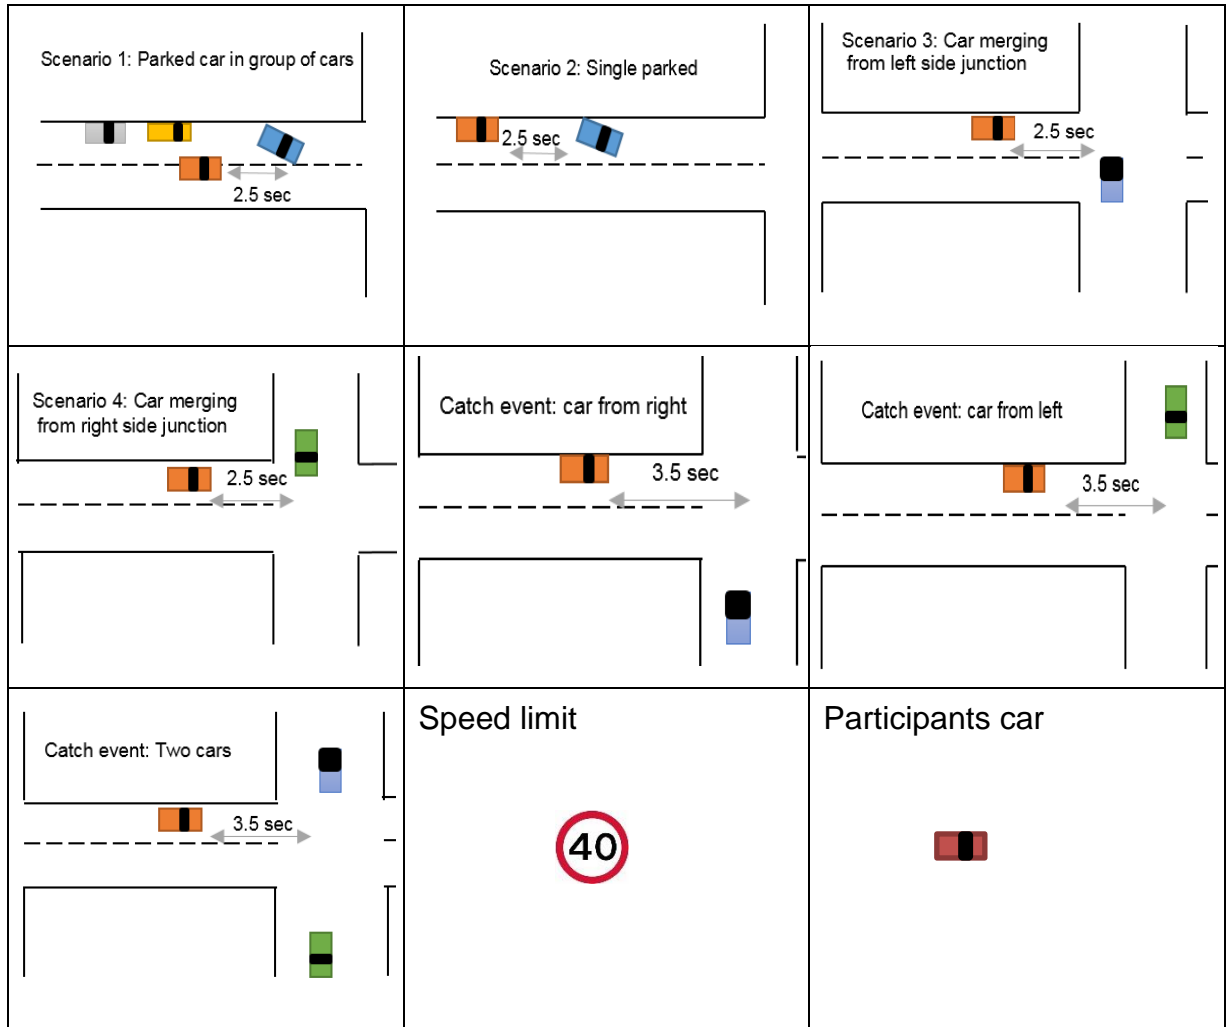 Scenario 1: Parked car in group of cars
2.5 sec
Scenario 2: Single parked
2.5 sec
Scenario 3: Car merging
from left side junction
2.5 sec
Scenario 4: Car merging
from right side junction
2.5 sec
Catch event: car from right
3.5 sec
Catch event: car from left
3.5 sec
Catch event: Two cars
3.5 sec
Speed limit
40
Participants car